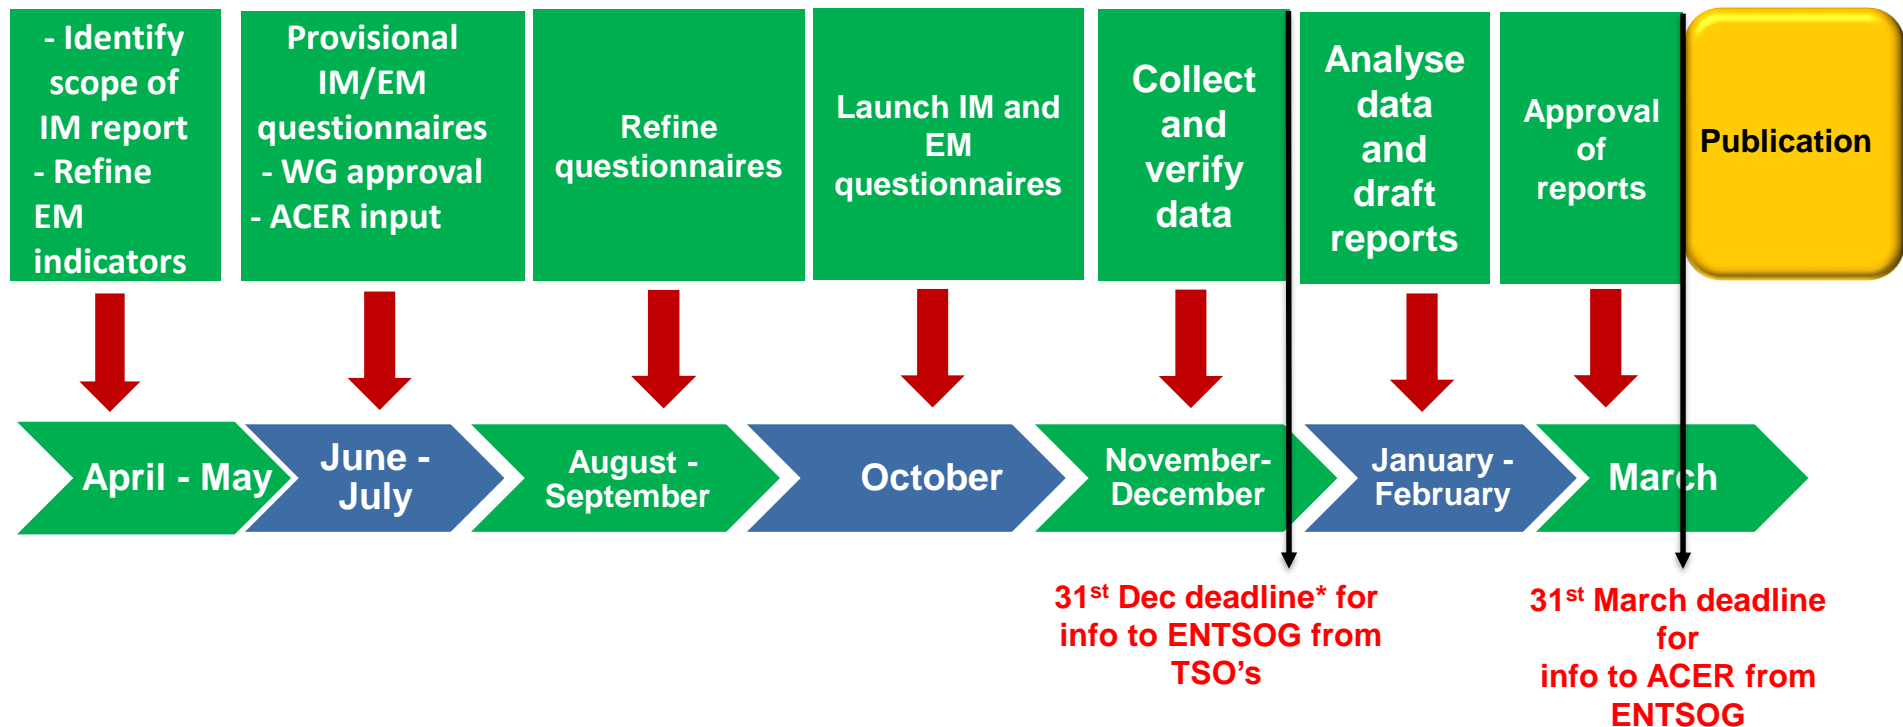 - Identify
scope of
IM report
- Refine
EM
indicators
Provisional
IM/EM
questionnaires
- WG approval
- ACER input
Refine
questionnaires
Launch IM and
EM
questionnaires
Collect
and
verify
data
Analyse
data
and
draft
reports
Approval
of
reports
Publication
April - May
June -
July
August -
September
October
November-
December
January -
February
March
31st Dec deadline* for
info to ENTSOG from
TSO’s
31st March deadline
for
info to ACER from
ENTSOG